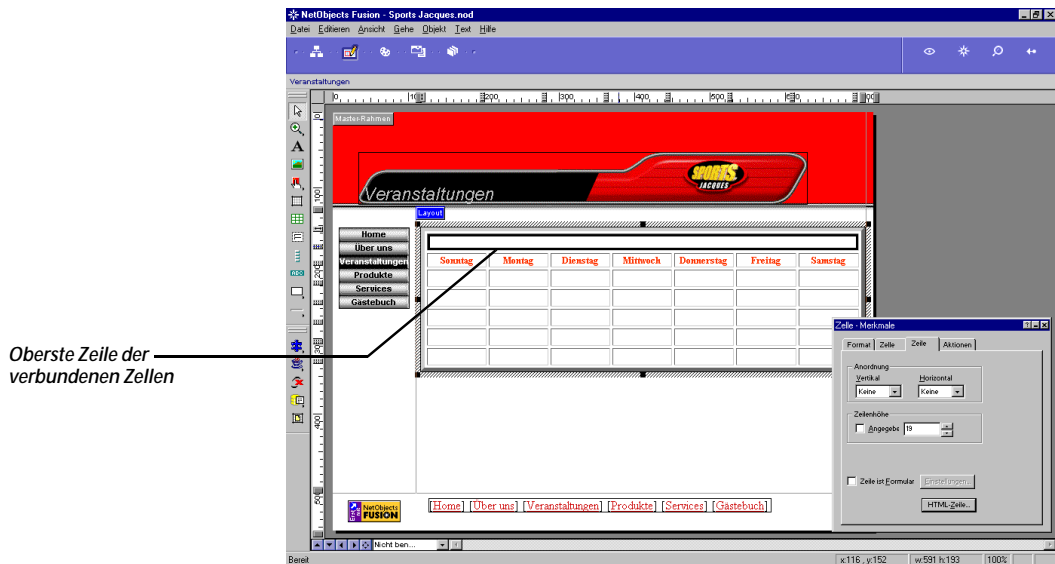 NetObjects Fusion - Sports Jacques.nod
Datei Editieren Ansicht Gehe Objekt Text Hilfe
Veranstaltungen
Master-Rahmen
Veranstaltungen
SPORTS
JACQUES
Layout
Home
Über uns
Veranstaltungen
Produkte
Services
Gästebuch
Sonntag Montag Dienstag Mittwoch Donnerstag Freitag Samstag
Oberste Zeile der
verbundenen Zellen
Zelle - Merkmale
Format Zelle Zeile Aktionen
Anordnung
Vertikal Horizontal
Keine Keine
Zeilenhöhe
Angegebe 19
Zeile ist Formular Einstellungen...
HTML-Zeile...
NetObjects
FUSION
[Home] [Über uns] [Veranstaltungen] [Produkte] [Services] [Gästebuch]
Nicht ben...
Bereit
x:116 , y:152 w:591 h:193 100%